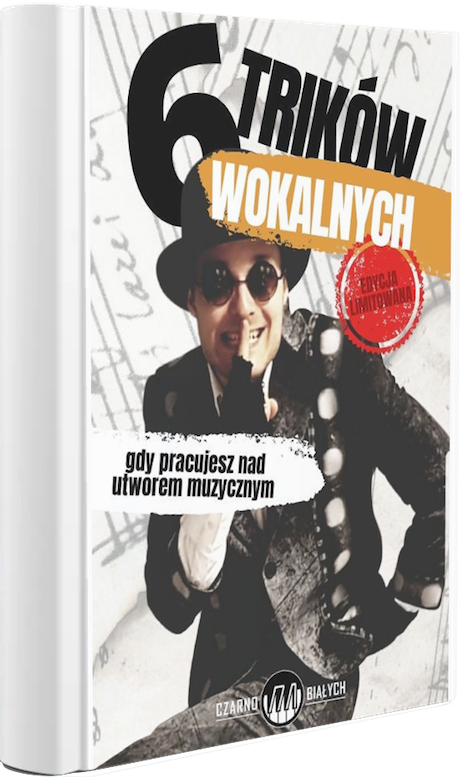 6 TRIKÓW
WOKALNYCH
EDYCJA
LIMITOWANA
gdy pracujesz nad
utworem muzycznym
CZARNO BIAŁYCH